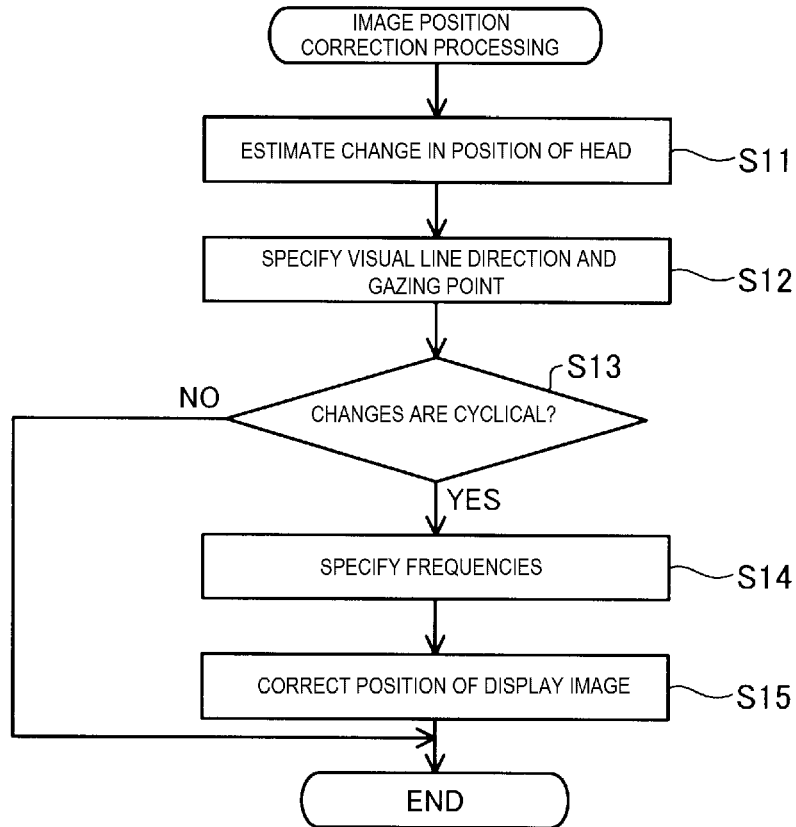 IMAGE POSITION
CORRECTION PROCESSING
ESTIMATE CHANGE IN POSITION OF HEAD
S11
SPECIFY VISUAL LINE DIRECTION AND
GAZING POINT
S12
S13
NO
CHANGES ARE CYCLICAL?
YES
SPECIFY FREQUENCIES
S14
CORRECT POSITION OF DISPLAY IMAGE
S15
END